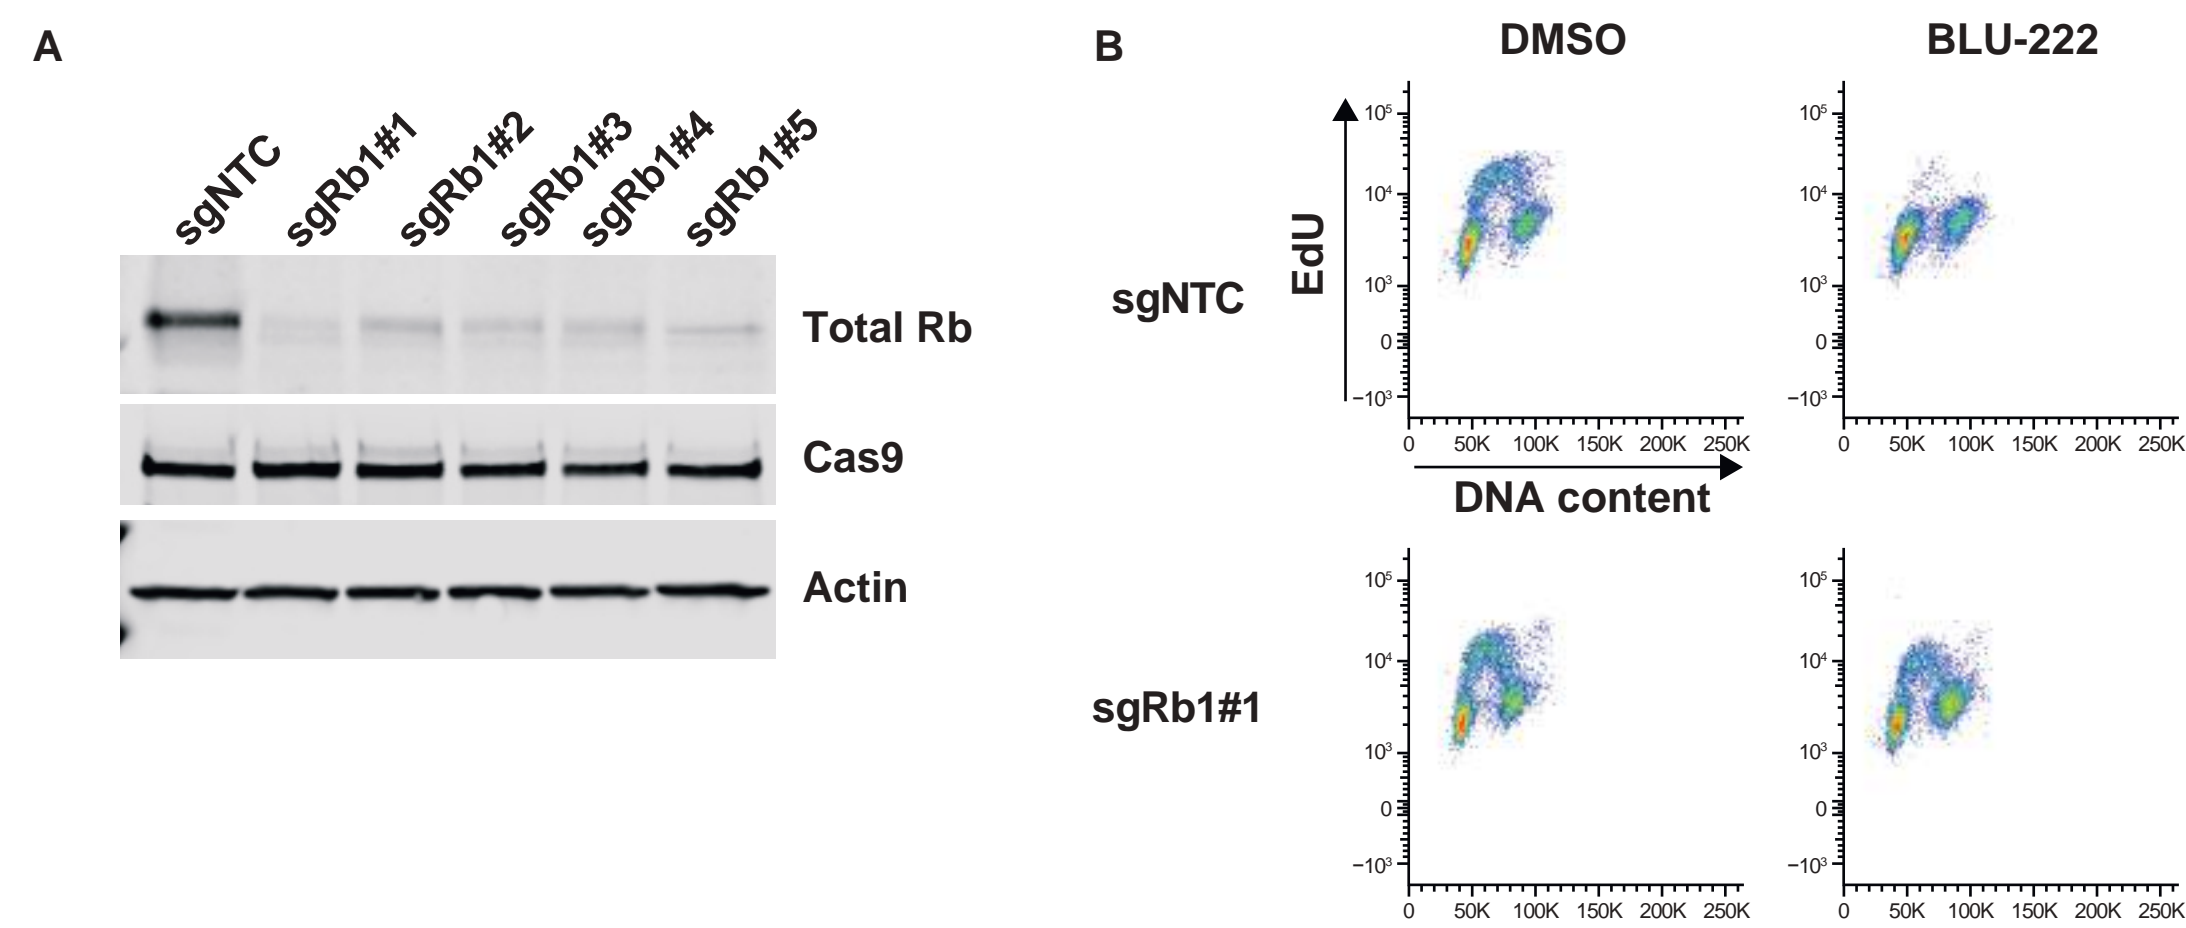 A
sgNTC
sgRb1#1
sgRb1#2
sgRb1#3
sgRb1#4
sgRb1#5
Total Rb
Cas9
Actin
B
DMSO
BLU-222
sgNTC
EdU
10⁵
10⁴
10³
0
−10³
0 50K 100K 150K 200K 250K
DNA content
10⁵
10⁴
10³
0
−10³
0 50K 100K 150K 200K 250K
sgRb1#1
10⁵
10⁴
10³
0
−10³
0 50K 100K 150K 200K 250K
10⁵
10⁴
10³
0
−10³
0 50K 100K 150K 200K 250K